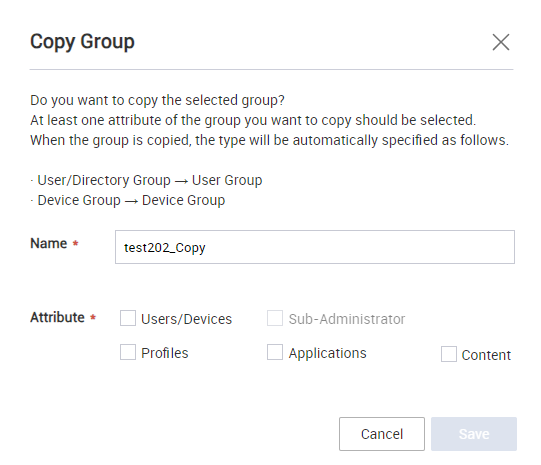 Copy Group
Do you want to copy the selected group?
At least one attribute of the group you want to copy should be selected.
When the group is copied, the type will be automatically specified as follows.
· User/Directory Group → User Group
· Device Group → Device Group
Name *
test202_Copy
Attribute *
Users/Devices
Sub-Administrator
Profiles
Applications
Content
Cancel
Save